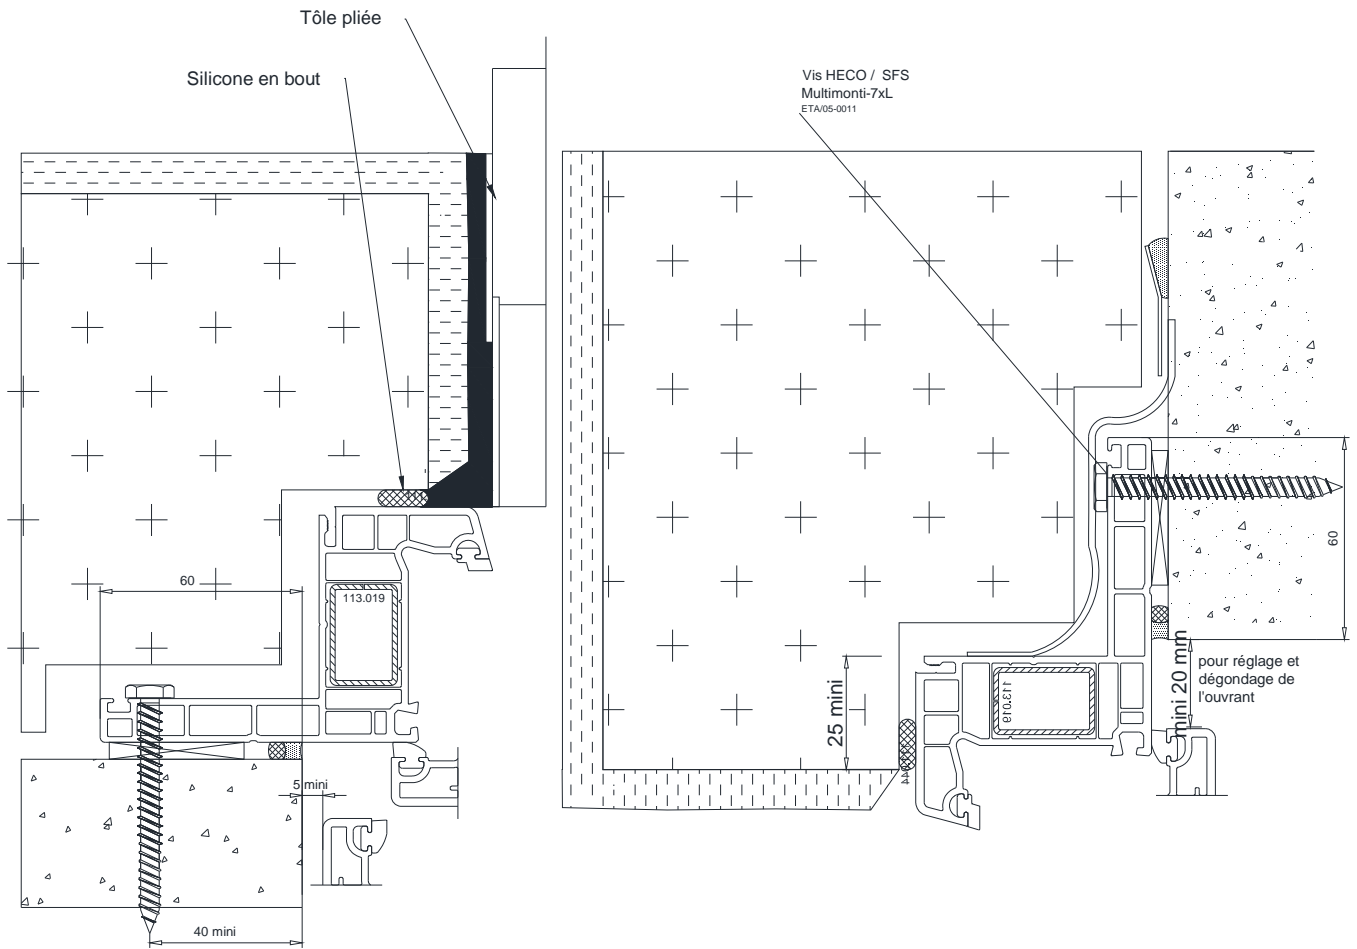 Tôle pliée
Silicone en bout
Vis HECO / SFS
Multimonti-7xL
ETA/05-0011
60
113.019
5 mini
40 mini
60
25 mini
113.019
mini 20 mm
pour réglage et
dégondage de
l'ouvrant